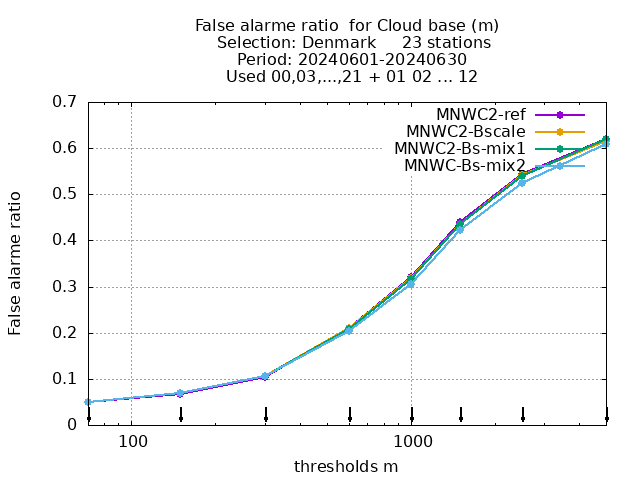 False alarme ratio  for Cloud base (m)
Selection: Denmark     23 stations
Period: 20240601-20240630
Used 00,03,...,21 + 01 02 ... 12
MNWC2-ref
MNWC2-Bscale
MNWC2-Bs-mix1
MNWC-Bs-mix2
0.7
0.6
0.5
0.4
0.3
0.2
0.1
0
False alarme ratio
100
1000
thresholds m